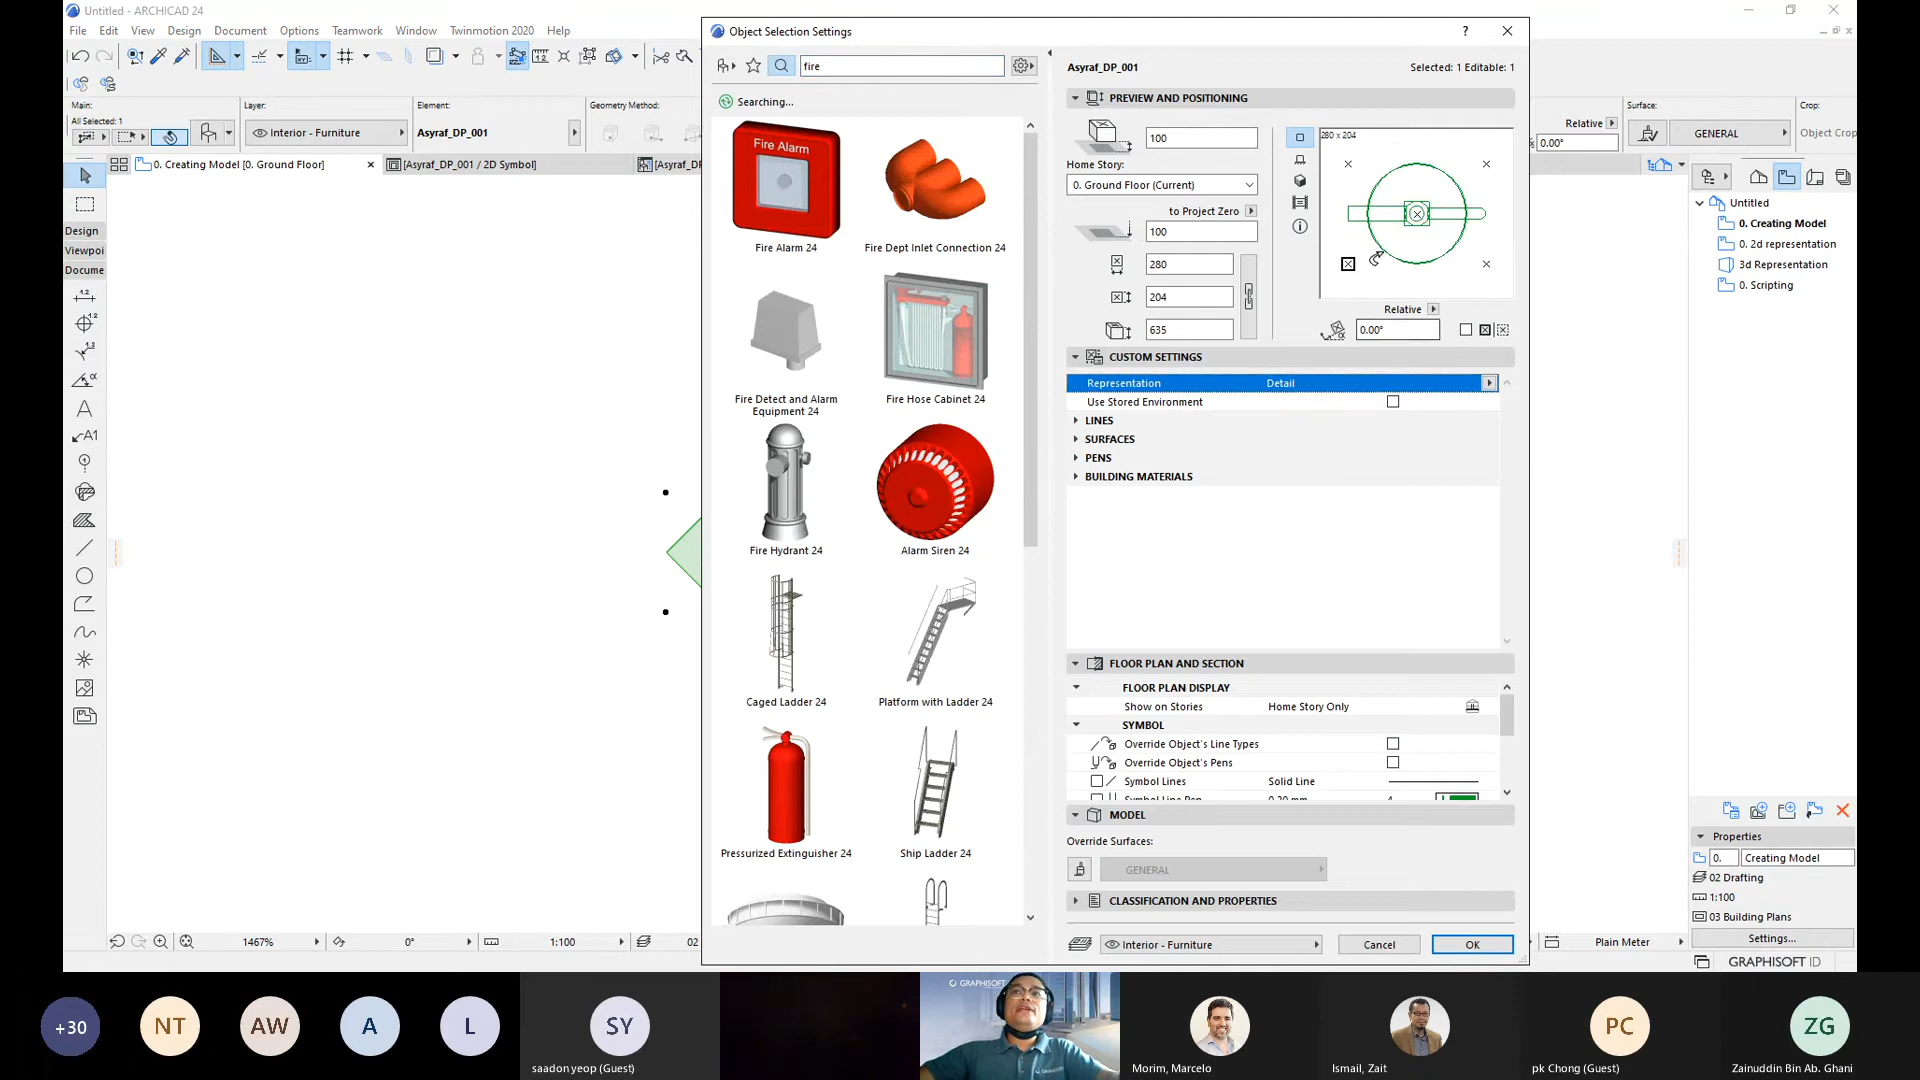 Untitled - ARCHICAD 24
File Edit View Design Document Options Teamwork Window Twinmotion 2020 Help
Main:
All Selected: 1
Layer:
Interior - Furniture
Element:
Asyraf_DP_001
Geometry Method:
0. Creating Model [0. Ground Floor]
[Asyraf_DP_001 / 2D Symbol]
[Asyraf_DP
Design
Viewpoi
Docume
1467%
0°
1:100
02
Object Selection Settings
fire
Searching...
Fire Alarm
Fire Alarm 24
Fire Dept Inlet Connection 24
Fire Detect and Alarm
Equipment 24
Fire Hose Cabinet 24
Fire Hydrant 24
Alarm Siren 24
Caged Ladder 24
Platform with Ladder 24
Pressurized Extinguisher 24
Ship Ladder 24
Asyraf_DP_001
Selected: 1 Editable: 1
PREVIEW AND POSITIONING
100
Home Story:
0. Ground Floor (Current)
to Project Zero
100
280
204
635
280 x 204
Relative
0.00°
CUSTOM SETTINGS
Representation Detail
Use Stored Environment
LINES
SURFACES
PENS
BUILDING MATERIALS
FLOOR PLAN AND SECTION
FLOOR PLAN DISPLAY
Show on Stories Home Story Only
SYMBOL
Override Object's Line Types
Override Object's Pens
Symbol Lines Solid Line
Symbol Line Pen 0.20 mm 4
MODEL
Override Surfaces:
GENERAL
CLASSIFICATION AND PROPERTIES
Interior - Furniture
Cancel
OK
Relative
0.00°
Surface:
GENERAL
Crop:
Object Crop
Untitled
0. Creating Model
0. 2d representation
3d Representation
0. Scripting
Properties
0. Creating Model
02 Drafting
1:100
03 Building Plans
Settings...
Plain Meter
GRAPHISOFT ID
+30
NT
AW
A
L
SY
saadon yeop (Guest)
GRAPHISOFT
Morim, Marcelo
Ismail, Zait
PC
pk Chong (Guest)
ZG
Zainuddin Bin Ab. Ghani